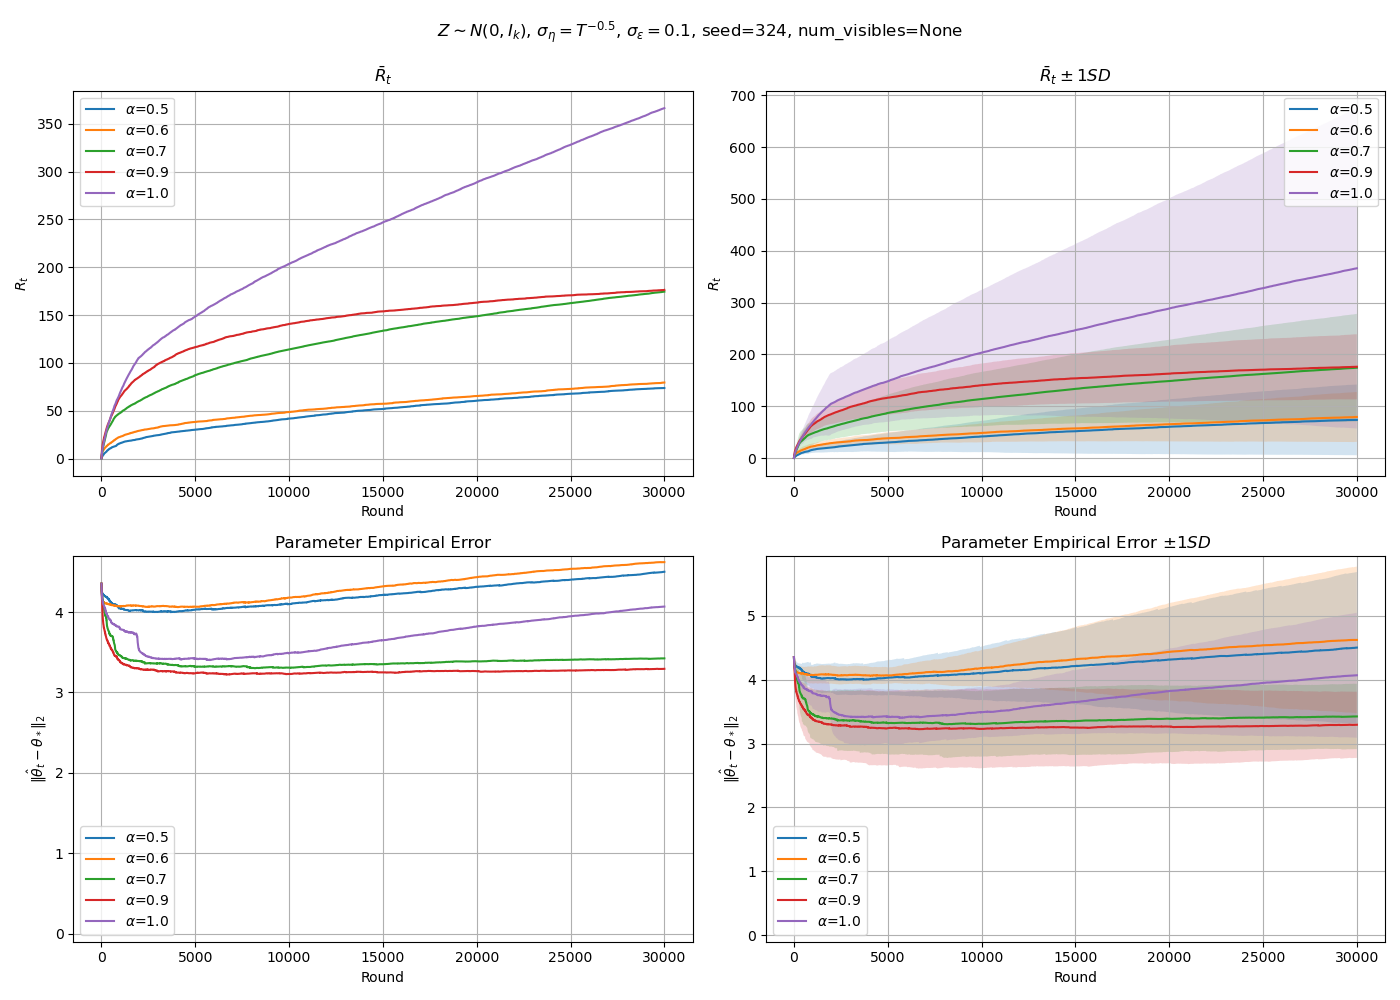 Z ∼ N(0, I_k), σ_η = T^{−0.5}, σ_ε = 0.1, seed=324, num_visibles=None
R̄_t
R_t
350
300
250
200
150
100
50
0
α=0.5
α=0.6
α=0.7
α=0.9
α=1.0
0 5000 10000 15000 20000 25000 30000
Round
R̄_t ± 1SD
R_t
700
600
500
400
300
200
100
0
α=0.5
α=0.6
α=0.7
α=0.9
α=1.0
0 5000 10000 15000 20000 25000 30000
Round
Parameter Empirical Error
‖θ̂_t − θ_*‖_2
4
3
2
1
0
α=0.5
α=0.6
α=0.7
α=0.9
α=1.0
0 5000 10000 15000 20000 25000 30000
Round
Parameter Empirical Error ±1SD
‖θ̂_t − θ_*‖_2
5
4
3
2
1
0
α=0.5
α=0.6
α=0.7
α=0.9
α=1.0
0 5000 10000 15000 20000 25000 30000
Round